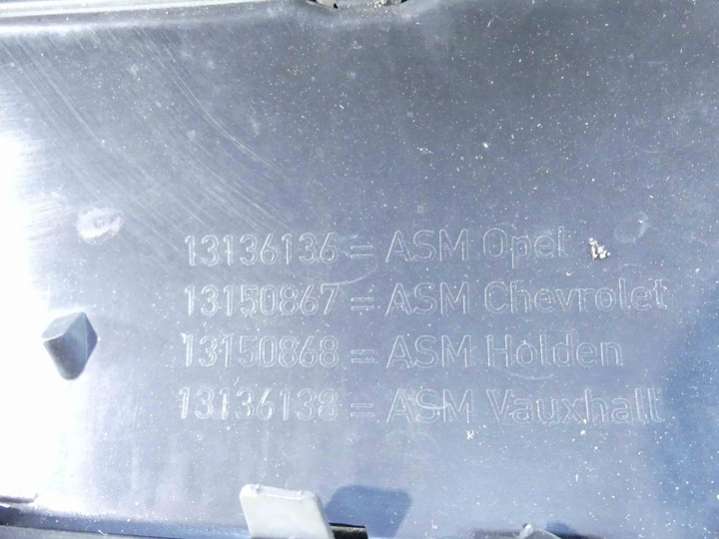 13136136 = ASM Opel
13150867 = ASM Chevrolet
13150868 = ASM Holden
13136138 = ASM Vauxhall